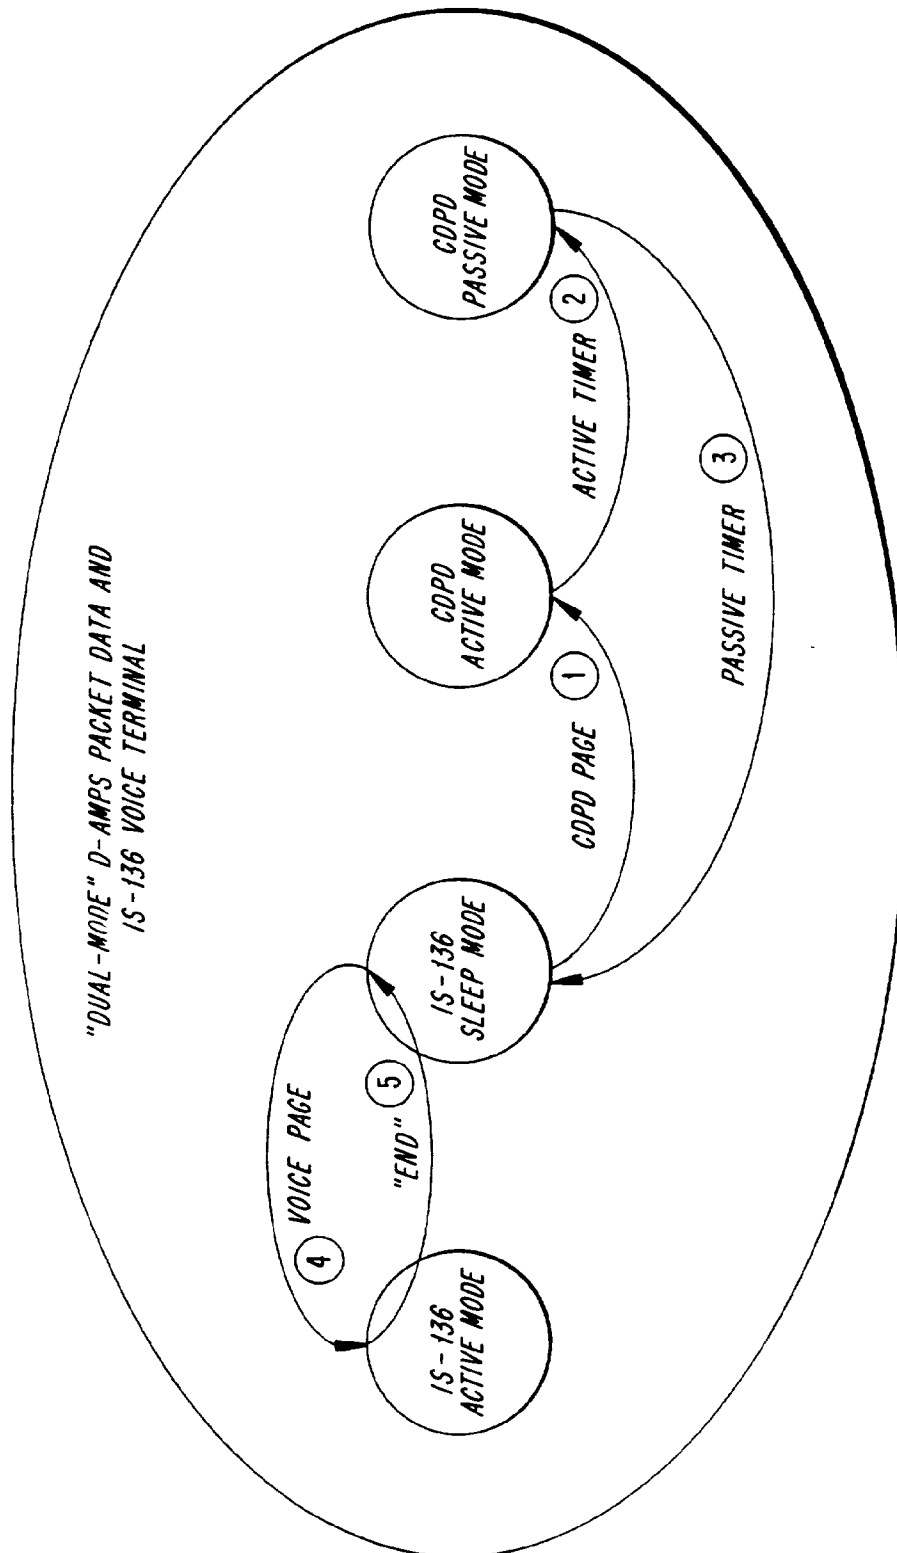 "DUAL-MODE" D-AMPS PACKET DATA AND
IS-136 VOICE TERMINAL
4
VOICE PAGE
"END"
5
IS-136
ACTIVE MODE
IS-136
SLEEP MODE
CDPD
ACTIVE MODE
CDPD
PASSIVE MODE
CDPD PAGE
1
ACTIVE TIMER
2
PASSIVE TIMER
3